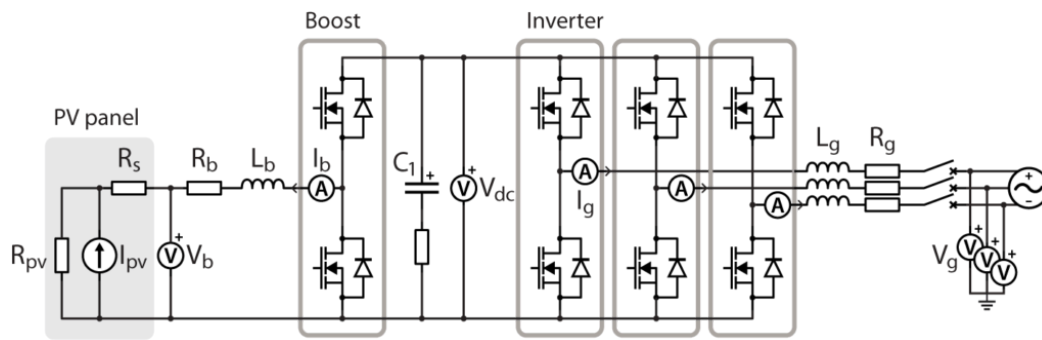 Boost
Inverter
PV panel
R_s
R_b
L_b
I_b
A
C_1
+
V
+
V_dc
A
I_g
A
A
L_g
R_g
+
-
R_pv
I_pv
V
+
V_b
V_g
V
+
V
+
V
+